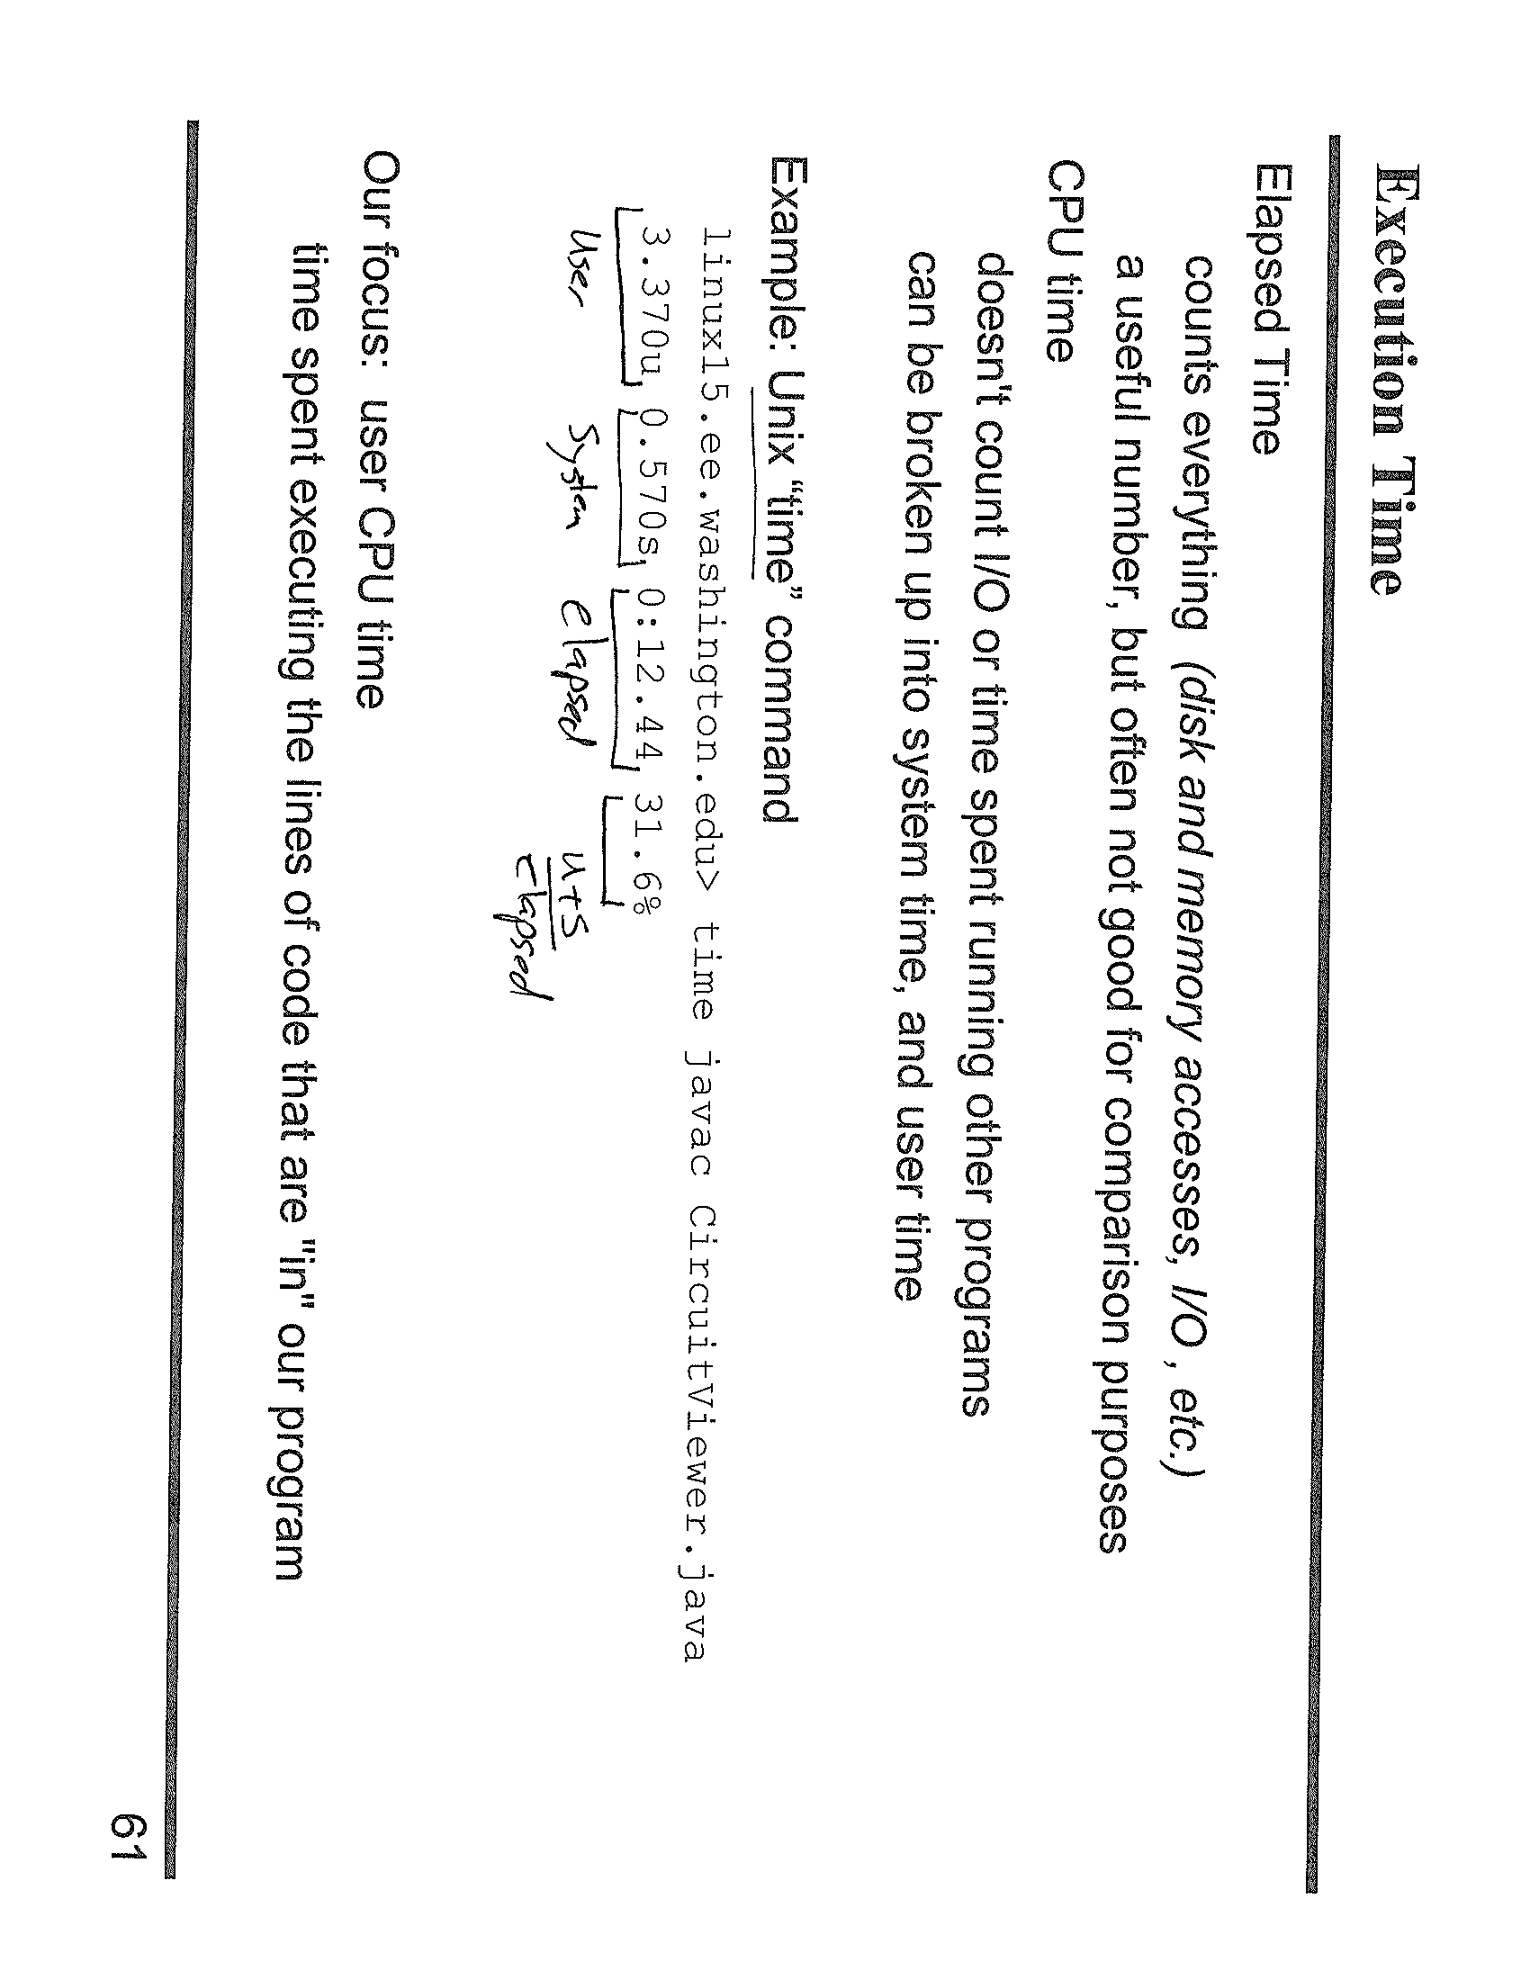 Execution Time
Elapsed Time
counts everything (disk and memory accesses, I/O , etc.)
a useful number, but often not good for comparison purposes
CPU time
doesn't count I/O or time spent running other programs
can be broken up into system time, and user time
Example: Unix “time” command
linux15.ee.washington.edu> time javac CircuitViewer.java
3.370u 0.570s 0:12.44 31.6%
user system elapsed u+s
elapsed
Our focus: user CPU time
time spent executing the lines of code that are "in" our program
61